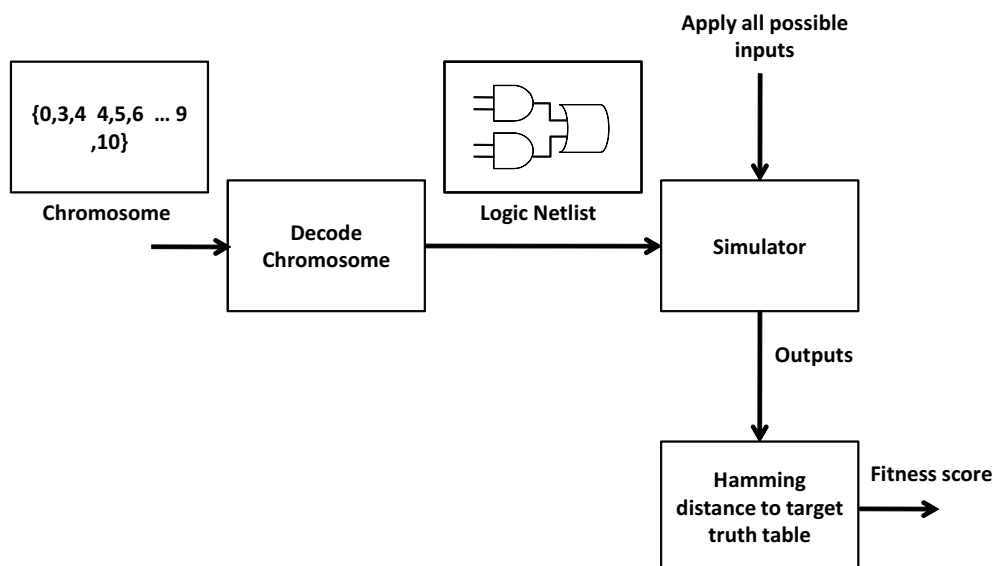 Apply all possible
inputs
{0,3,4  4,5,6  … 9
,10}
Chromosome
Logic Netlist
Decode
Chromosome
Simulator
Outputs
Hamming
distance to target
truth table
Fitness score